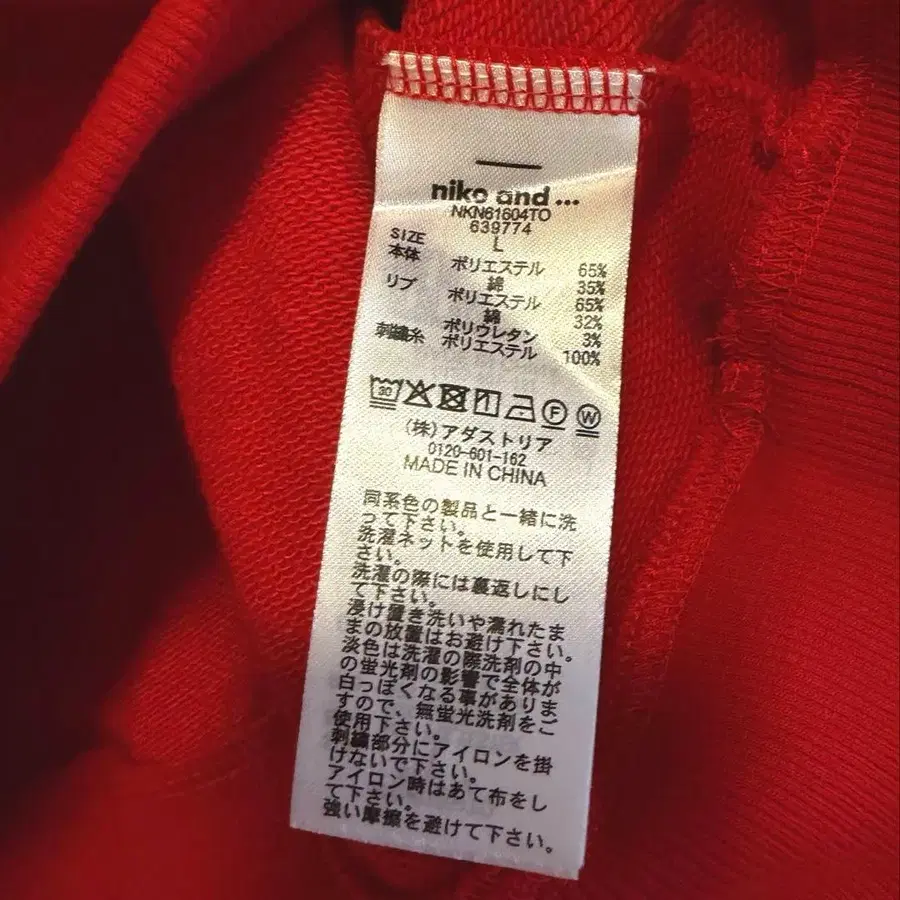 niko and ...
NKN61604TO
639774
SIZE L
本体 ポリエステル 65%
綿 35%
リブ ポリエステル 65%
綿 32%
ポリウレタン 3%
刺繍糸 ポリエステル 100%
30
F W
(株)アダストリア
0120-601-162
MADE IN CHINA
同系色の製品と一緒に洗
って下さい。
洗濯ネットを使用して下
さい。
洗濯の際には裏返しにし
て下さい。
浸け置き洗いや濡れたま
まの放置はお避け下さい。
淡色は洗濯の際洗剤の中
の蛍光剤の影響で全体が
白っぽくなる事がありま
すので、無蛍光洗剤をご
使用下さい。
刺繍部分にアイロンを掛
けないで下さい。
アイロン時はあて布をし
て下さい。
強い摩擦を避けて下さい。